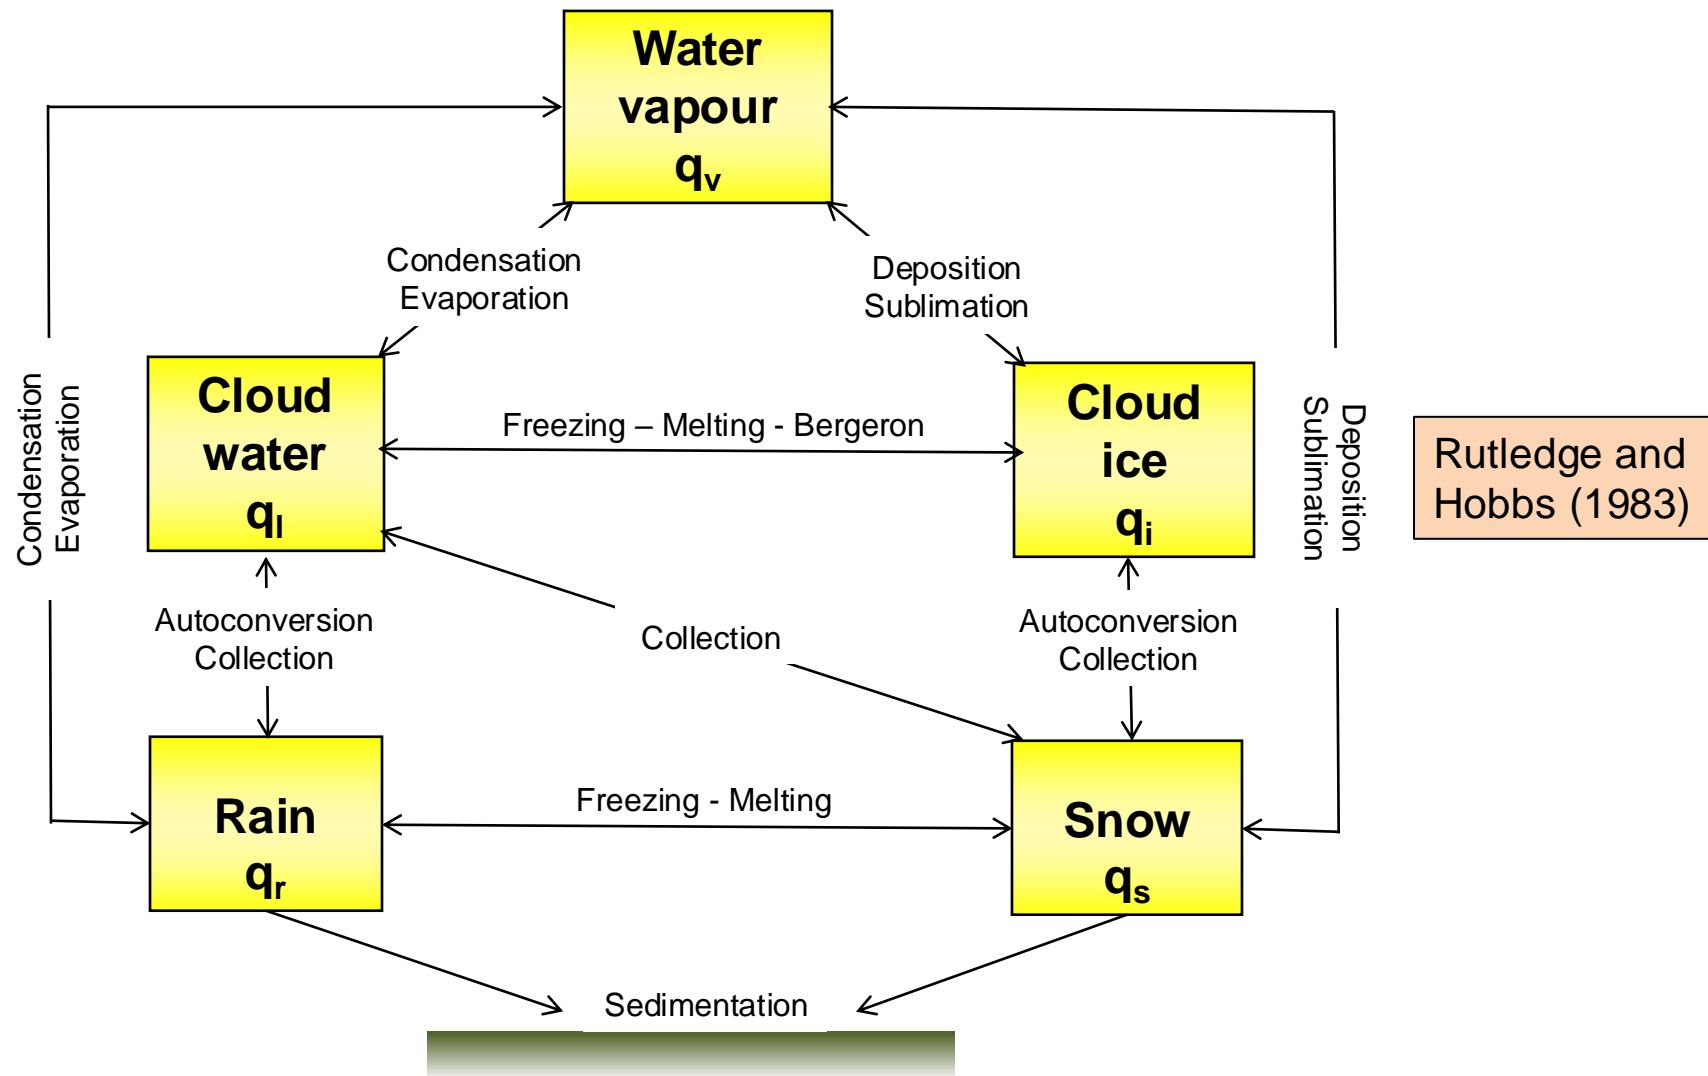 Water
vapour
qv
Condensation
Evaporation
Deposition
Sublimation
Condensation
Evaporation
Cloud
water
ql
Freezing – Melting - Bergeron
Cloud
ice
qi
Deposition
Sublimation
Rutledge and
Hobbs (1983)
Autoconversion
Collection
Collection
Autoconversion
Collection
Rain
qr
Freezing - Melting
Snow
qs
Sedimentation